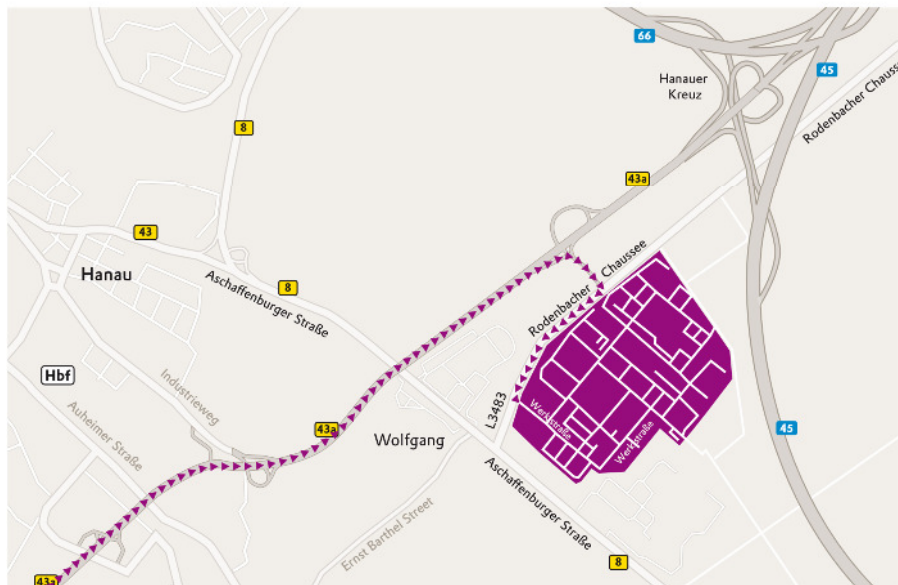 66
45
Hanauer
Kreuz
Rodenbacher Chaussee
8
43a
43
Hanau
8
Aschaffenburger Straße
Rodenbacher Chaussee
Hbf
Industrieweg
Auheimer Straße
43a
Wolfgang
L3483
Werkstraße
Werkstraße
45
Aschaffenburger Straße
Ernst Barthel Street
8
43a